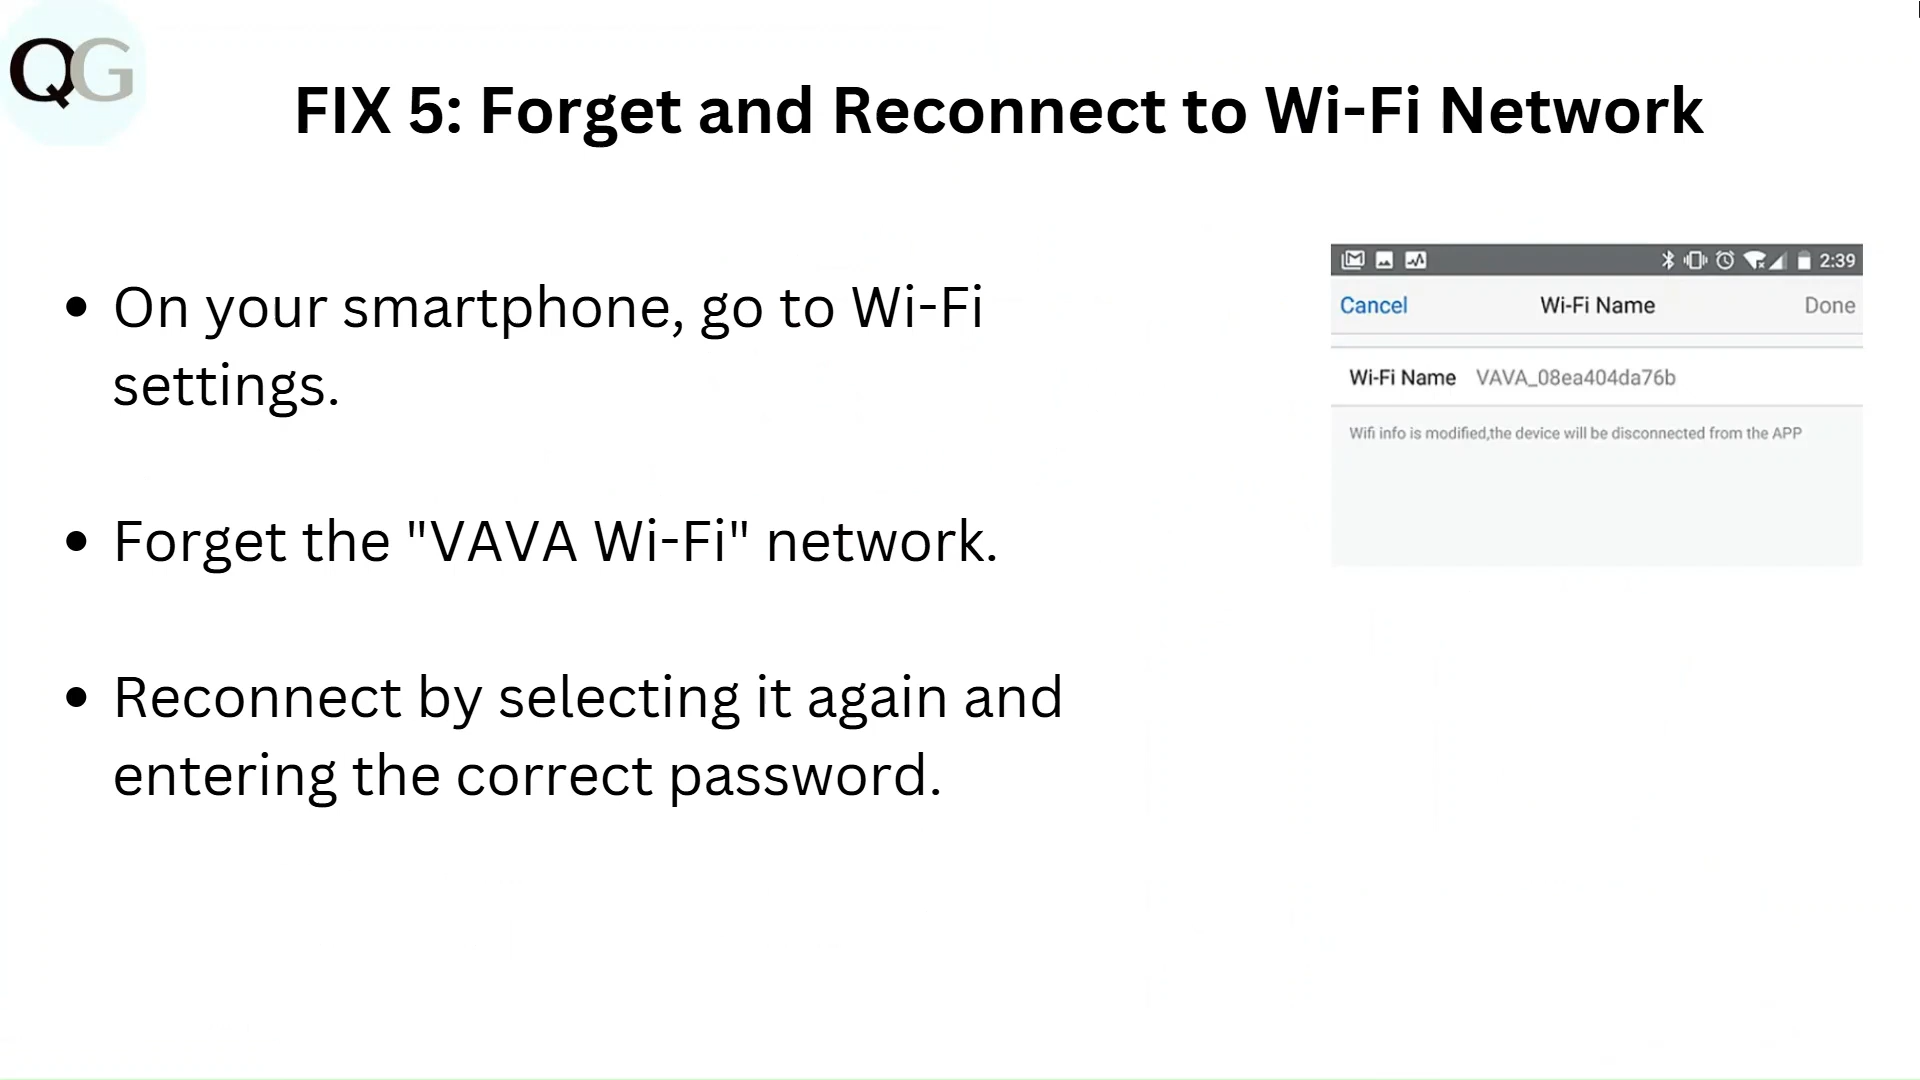 QG
FIX 5: Forget and Reconnect to Wi-Fi Network
• On your smartphone, go to Wi-Fi
settings.
• Forget the "VAVA Wi-Fi" network.
• Reconnect by selecting it again and
entering the correct password.
2:39
Cancel Wi-Fi Name Done
Wi-Fi Name VAVA_08ea404da76b
Wifi info is modified,the device will be disconnected from the APP